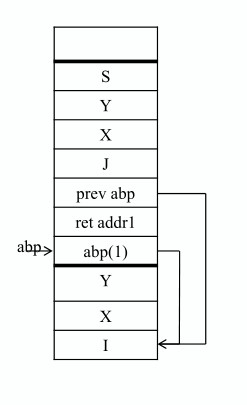 S
Y
X
J
prev abp
ret addr1
abp abp(1)
Y
X
I